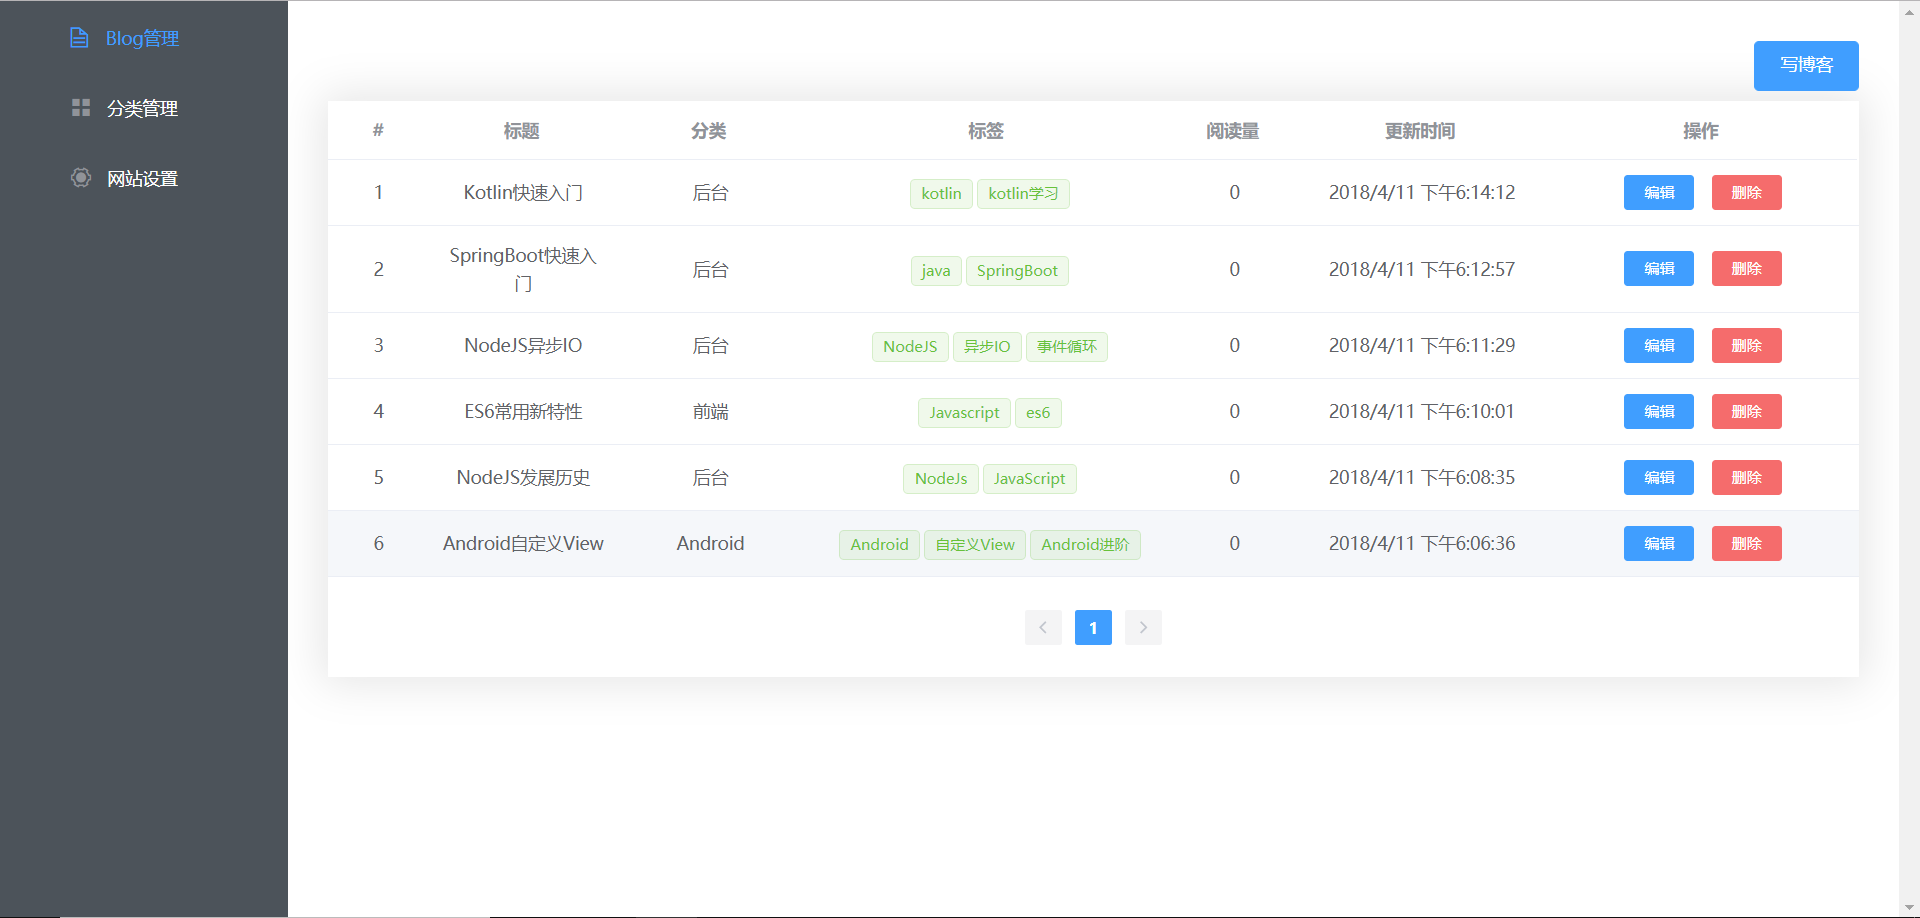 Blog管理
分类管理
网站设置
写博客
# 标题 分类 标签 阅读量 更新时间 操作
1 Kotlin快速入门 后台 kotlin kotlin学习 0 2018/4/11 下午6:14:12 编辑 删除
2 SpringBoot快速入 后台 java SpringBoot 0 2018/4/11 下午6:12:57 编辑 删除
门
3 NodeJS异步IO 后台 NodeJS 异步IO 事件循环 0 2018/4/11 下午6:11:29 编辑 删除
4 ES6常用新特性 前端 Javascript es6 0 2018/4/11 下午6:10:01 编辑 删除
5 NodeJS发展历史 后台 NodeJs JavaScript 0 2018/4/11 下午6:08:35 编辑 删除
6 Android自定义View Android Android 自定义View Android进阶 0 2018/4/11 下午6:06:36 编辑 删除
1